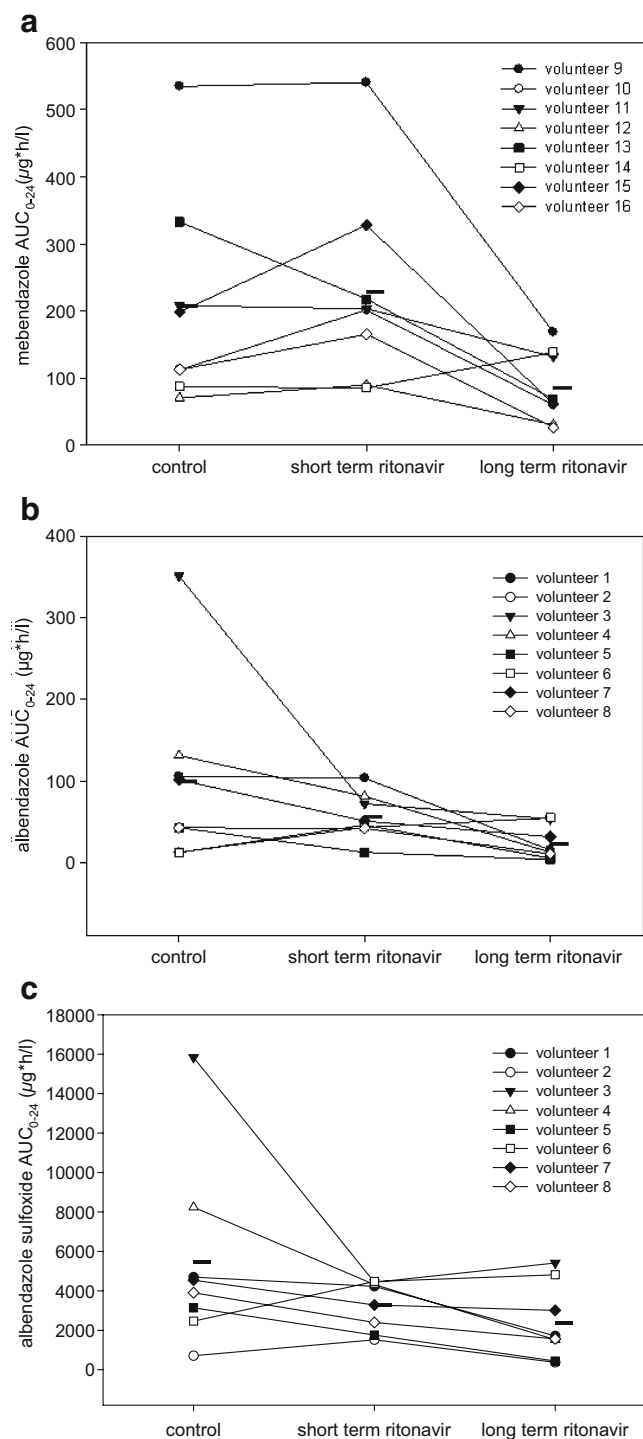 a
mebendazole AUC0-24(µg*h/l)
600
500
400
300
200
100
0
volunteer 9
volunteer 10
volunteer 11
volunteer 12
volunteer 13
volunteer 14
volunteer 15
volunteer 16
control
short term ritonavir
long term ritonavir
b
albendazole AUC0-24 (µg*h/l)
400
300
200
100
0
volunteer 1
volunteer 2
volunteer 3
volunteer 4
volunteer 5
volunteer 6
volunteer 7
volunteer 8
control
short term ritonavir
long term ritonavir
c
albendazole sulfoxide AUC0-24 (µg*h/l)
18000
16000
14000
12000
10000
8000
6000
4000
2000
0
volunteer 1
volunteer 2
volunteer 3
volunteer 4
volunteer 5
volunteer 6
volunteer 7
volunteer 8
control
short term ritonavir
long term ritonavir